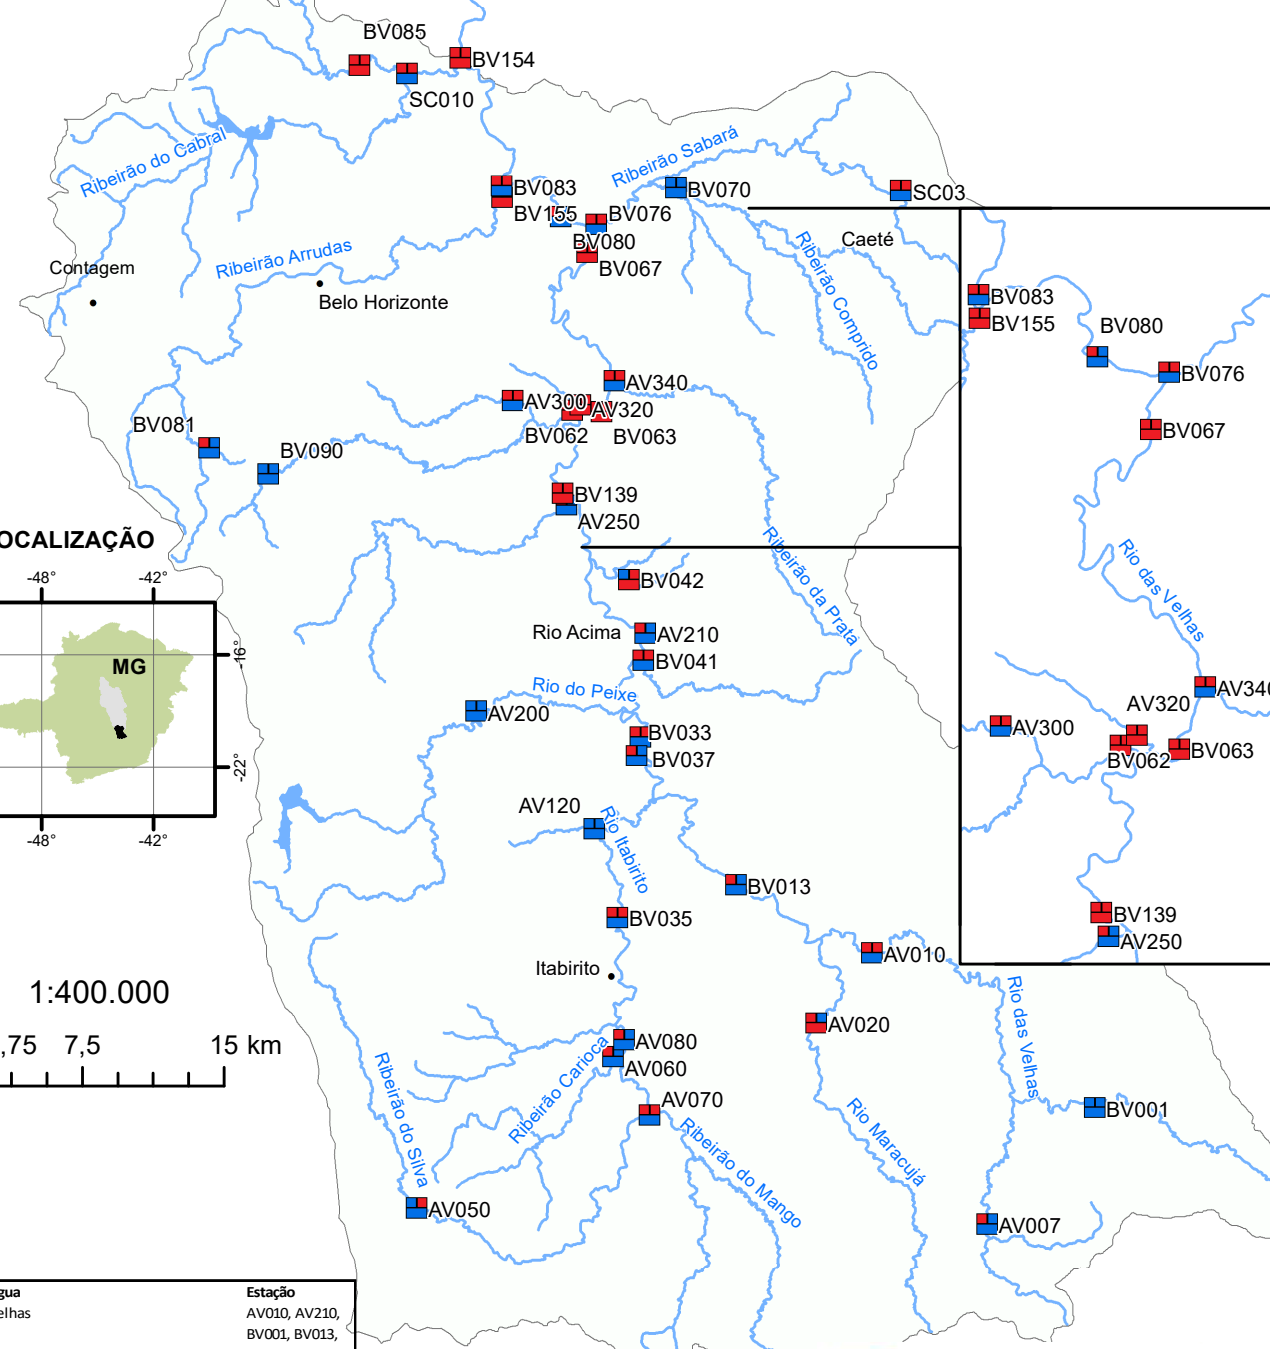 BV085
BV154
SC010
Ribeirão do Cabral
Ribeirão Sabará
BV083
BV070
SC03
BV155
BV076
BV080
BV067
Ribeirão Arrudas
Contagem
Belo Horizonte
Caeté
Ribeirão Comprido
BV083
BV155
BV080
BV076
BV067
AV340
AV300
AV320
BV062
BV063
BV081
BV090
BV139
AV250
Rio das Velhas
OCALIZAÇÃO
-48°
-42°
MG
-16°
-22°
-48°
-42°
Ribeirão da Prata
BV042
Rio Acima
AV210
BV041
Rio do Peixe
AV200
BV033
BV037
AV340
AV320
AV300
BV062
BV063
AV120
Rio Itabirito
BV013
BV035
BV139
AV250
AV010
Itabirito
1:400.000
,75
7,5
15 km
AV020
Rio das Velhas
AV080
AV060
Ribeirão Carioca
AV070
Ribeirão do Silva
Rio Maracujá
BV001
Ribeirão do Mango
AV050
AV007
gua
Estação
elhas
AV010, AV210,
BV001, BV013,